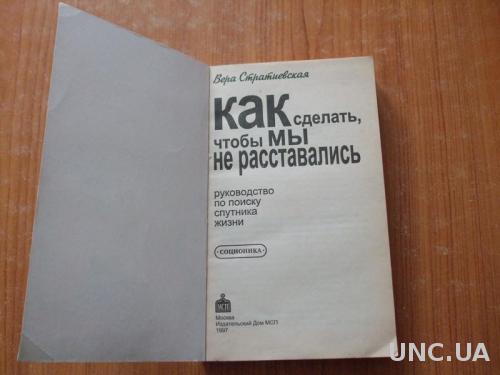 Вера Стратиевская
как сделать,
чтобы мы
не расставались
руководство
по поиску
спутника
жизни
·СОЦИОНИКА·
МСП
Москва
Издательский Дом МСП
1997
UNC.UA